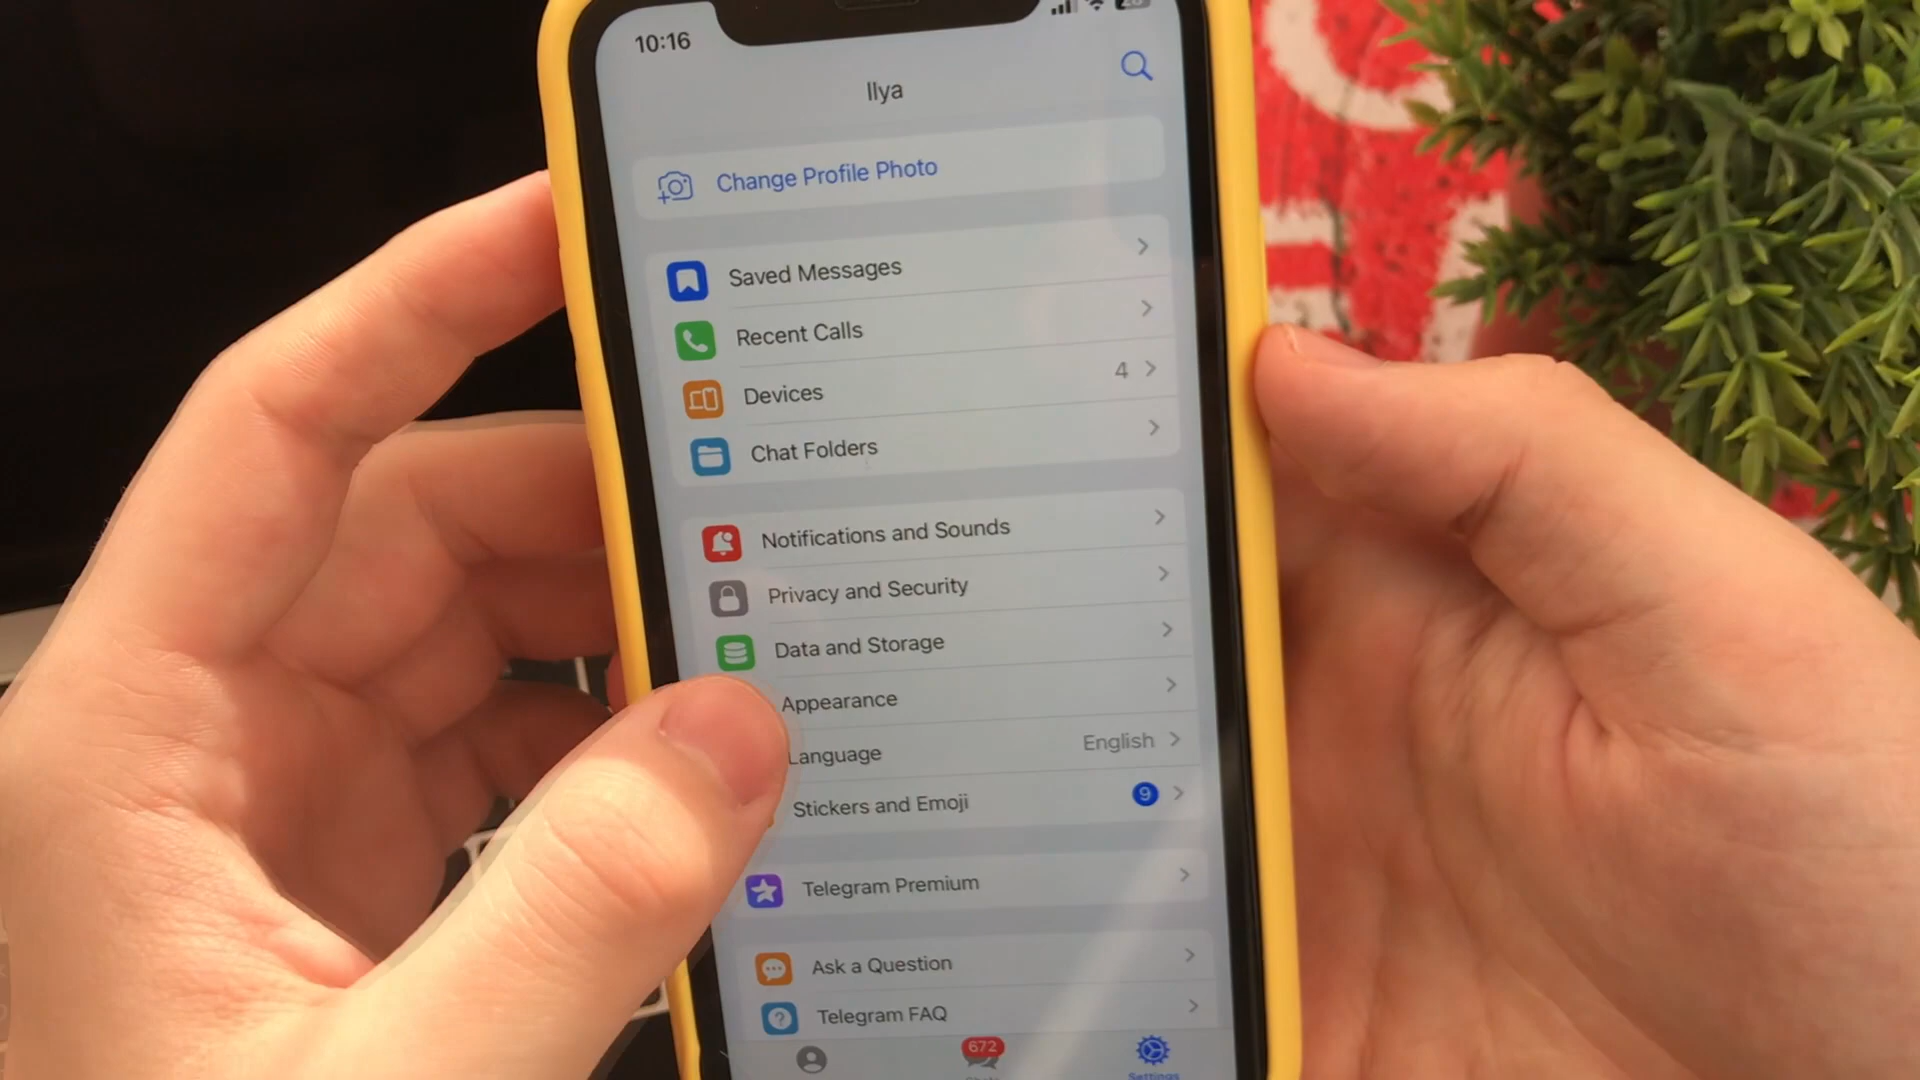 10:16
Ilya
Change Profile Photo
Saved Messages
Recent Calls
Devices 4
Chat Folders
Notifications and Sounds
Privacy and Security
Data and Storage
Appearance
Language English
Stickers and Emoji 9
Telegram Premium
Ask a Question
Telegram FAQ
672
Settings